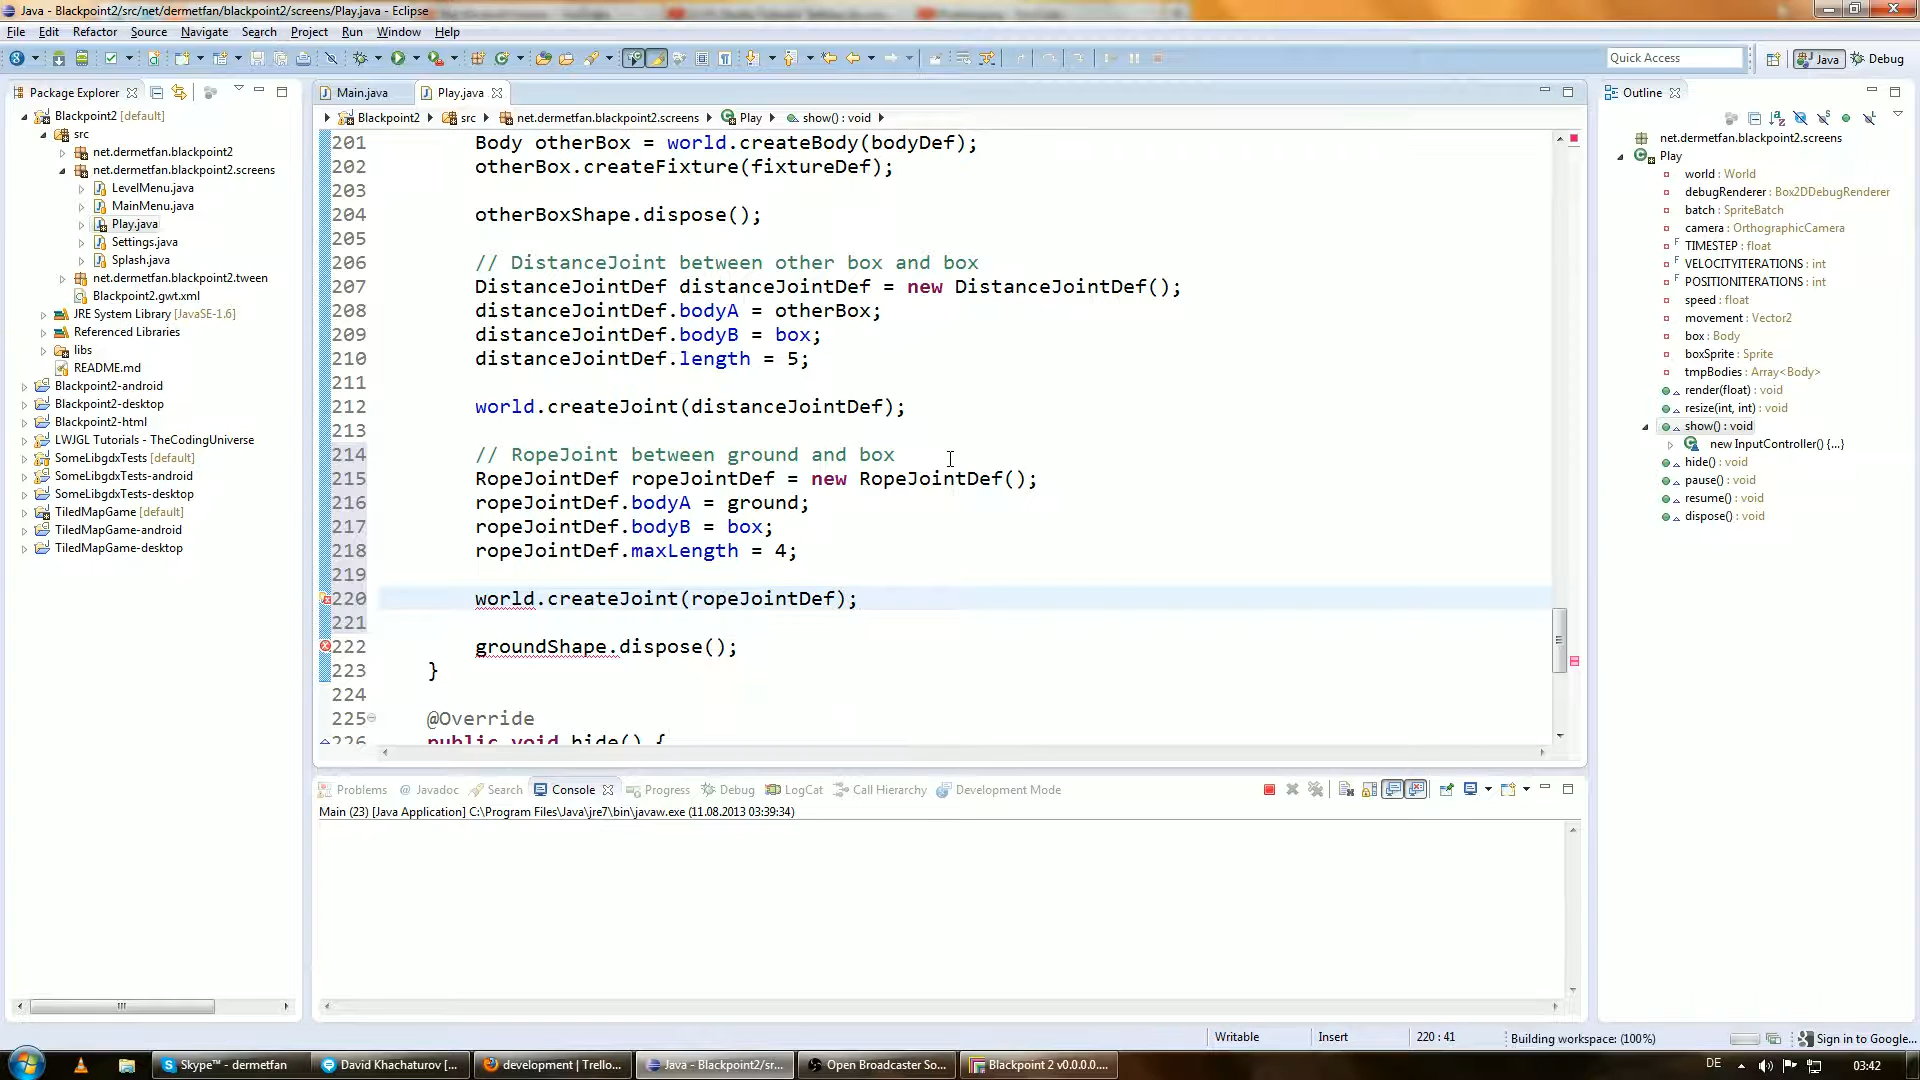 Java - Blackpoint2/src/net/dermetfan/blackpoint2/screens/Play.java - Eclipse
File Edit Refactor Source Navigate Search Project Run Window Help
Quick Access
Java
Debug
Package Explorer
Blackpoint2 [default]
src
net.dermetfan.blackpoint2
net.dermetfan.blackpoint2.screens
LevelMenu.java
MainMenu.java
Play.java
Settings.java
Splash.java
net.dermetfan.blackpoint2.tween
Blackpoint2.gwt.xml
JRE System Library [JavaSE-1.6]
Referenced Libraries
libs
README.md
Blackpoint2-android
Blackpoint2-desktop
Blackpoint2-html
LWJGL Tutorials - TheCodingUniverse
SomeLibgdxTests [default]
SomeLibgdxTests-android
SomeLibgdxTests-desktop
TiledMapGame [default]
TiledMapGame-android
TiledMapGame-desktop
Main.java
Play.java
Blackpoint2 src net.dermetfan.blackpoint2.screens Play show() : void
201 Body otherBox = world.createBody(bodyDef);
202 otherBox.createFixture(fixtureDef);
203
204 otherBoxShape.dispose();
205
206 // DistanceJoint between other box and box
207 DistanceJointDef distanceJointDef = new DistanceJointDef();
208 distanceJointDef.bodyA = otherBox;
209 distanceJointDef.bodyB = box;
210 distanceJointDef.length = 5;
211
212 world.createJoint(distanceJointDef);
213
214 // RopeJoint between ground and box
215 RopeJointDef ropeJointDef = new RopeJointDef();
216 ropeJointDef.bodyA = ground;
217 ropeJointDef.bodyB = box;
218 ropeJointDef.maxLength = 4;
219
220 world.createJoint(ropeJointDef);
221
222 groundShape.dispose();
223 }
224
225 @Override
226 public void hide() {
Problems @ Javadoc Search Console Progress Debug LogCat Call Hierarchy Development Mode
Main (23) [Java Application] C:\Program Files\Java\jre7\bin\javaw.exe (11.08.2013 03:39:34)
Outline
net.dermetfan.blackpoint2.screens
Play
world : World
debugRenderer : Box2DDebugRenderer
batch : SpriteBatch
camera : OrthographicCamera
TIMESTEP : float
VELOCITYITERATIONS : int
POSITIONITERATIONS : int
speed : float
movement : Vector2
box : Body
boxSprite : Sprite
tmpBodies : Array<Body>
render(float) : void
resize(int, int) : void
show() : void
new InputController() {...}
hide() : void
pause() : void
resume() : void
dispose() : void
Writable Insert 220 : 41 Building workspace: (100%) Sign in to Google...
Skype™ - dermetfan
David Khachaturov [...
development | Trello...
Java - Blackpoint2/sr...
Open Broadcaster So...
Blackpoint 2 v0.0.0.0....
DE
03:42